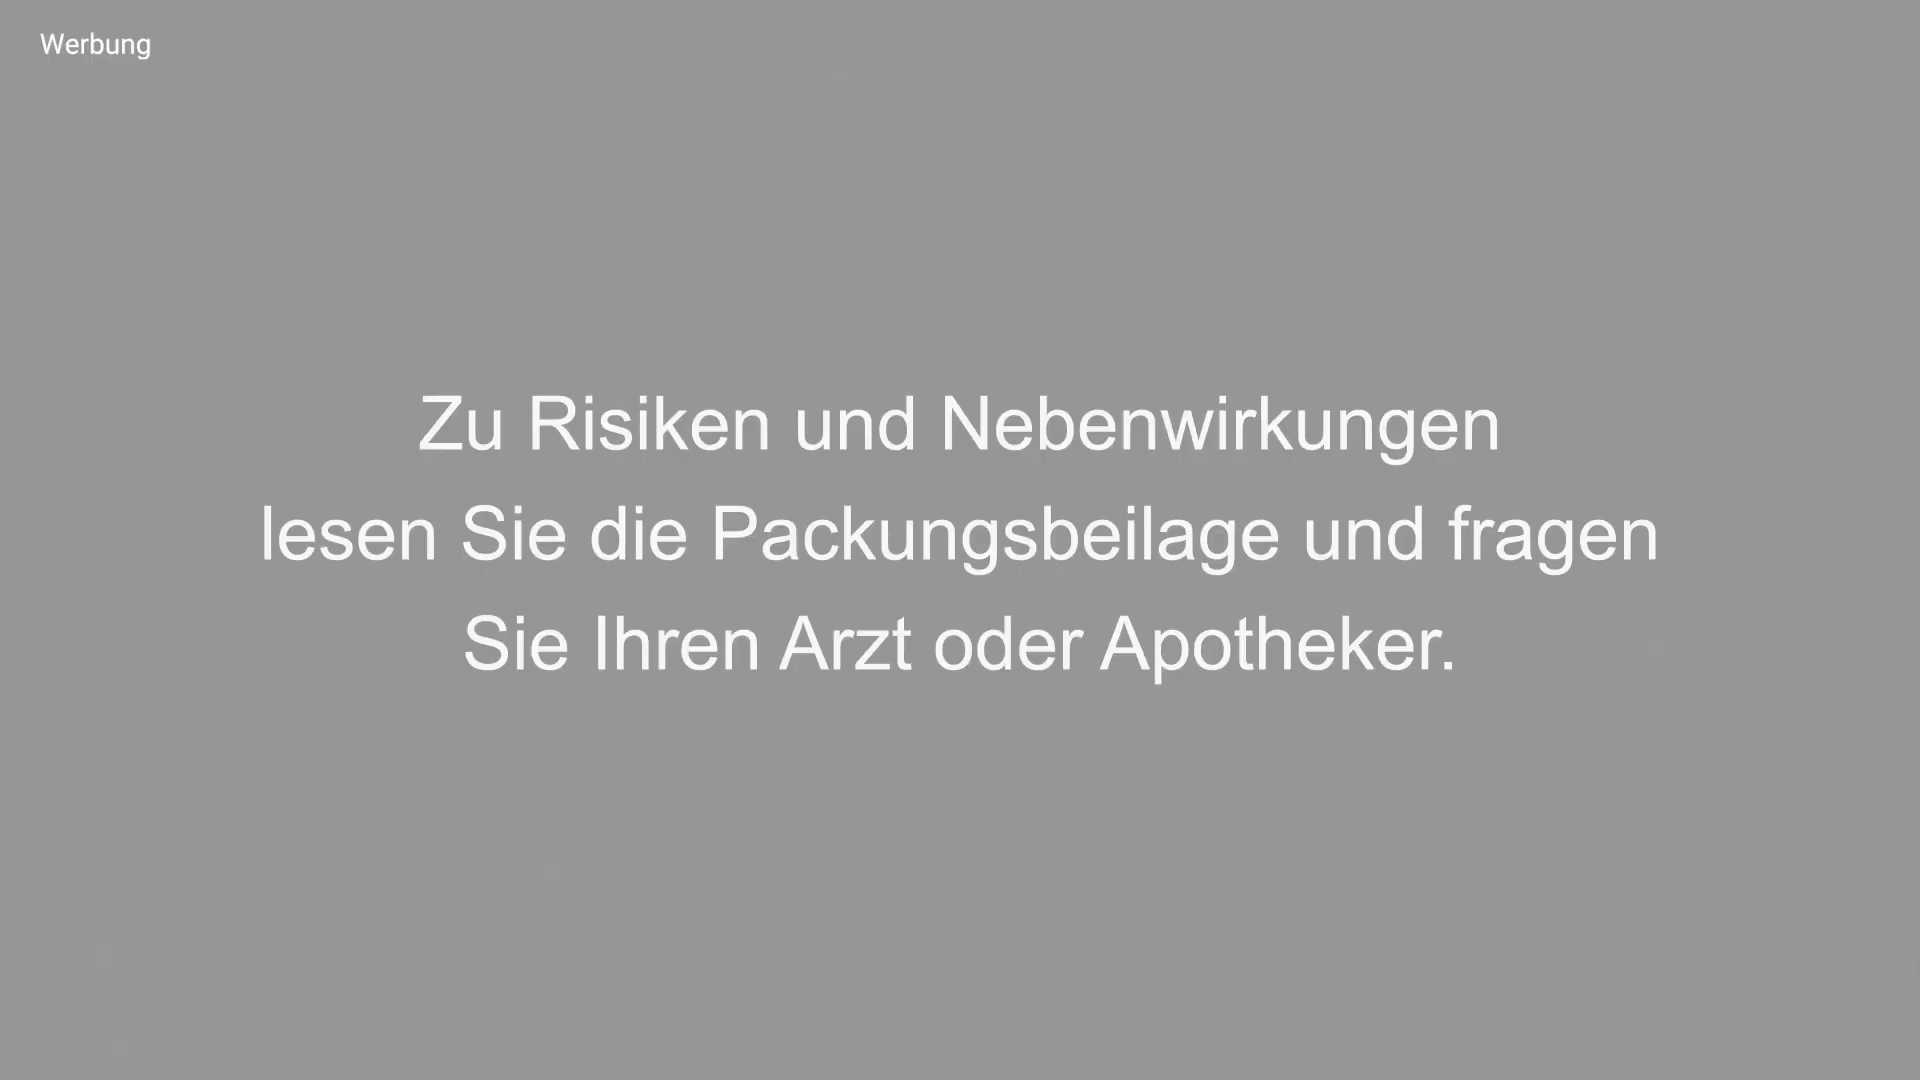 Werbung
Zu Risiken und Nebenwirkungen
lesen Sie die Packungsbeilage und fragen
Sie Ihren Arzt oder Apotheker.